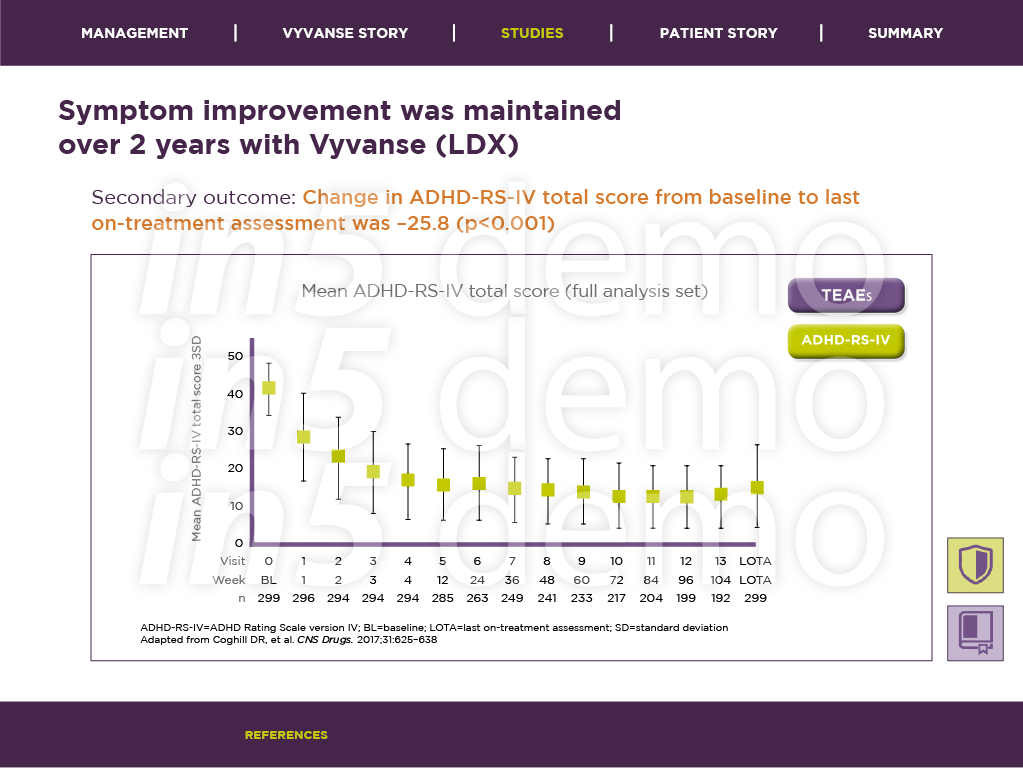 MANAGEMENT | VYVANSE STORY | STUDIES | PATIENT STORY | SUMMARY
Symptom improvement was maintained
over 2 years with Vyvanse (LDX)
Secondary outcome: Change in ADHD-RS-IV total score from baseline to last
on-treatment assessment was –25.8 (p<0.001)
in5 demo
in5 demo
in5 demo
Mean ADHD-RS-IV total score (full analysis set)
TEAEs
ADHD-RS-IV
Mean ADHD-RS-IV total score 3SD
50
40
30
20
10
0
Visit 0 1 2 3 4 5 6 7 8 9 10 11 12 13 LOTA
Week BL 1 2 3 4 12 24 36 48 60 72 84 96 104 LOTA
n 299 296 294 294 294 285 263 249 241 233 217 204 199 192 299
ADHD-RS-IV=ADHD Rating Scale version IV; BL=baseline; LOTA=last on-treatment assessment; SD=standard deviation
Adapted from Coghill DR, et al. CNS Drugs. 2017;31:625–638
REFERENCES